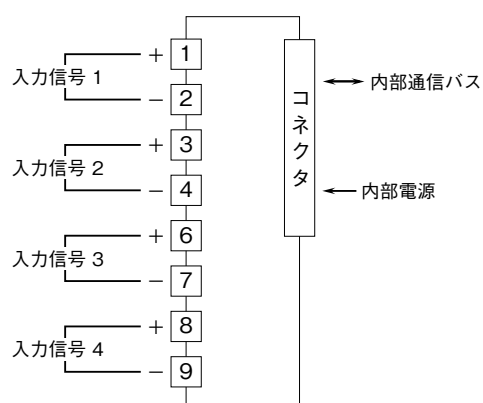 入力信号 1
+ 1
− 2
入力信号 2
+ 3
− 4
入力信号 3
+ 6
− 7
入力信号 4
+ 8
− 9
コネクタ
内部通信バス
内部電源